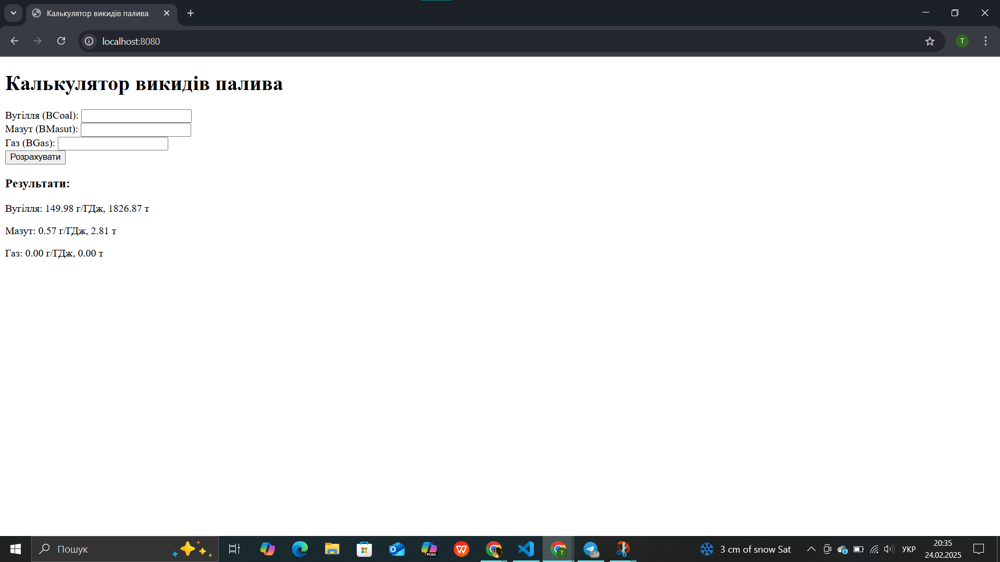 Калькулятор викидів палива
localhost:8080
T
Калькулятор викидів палива
Вугілля (BCoal):
Мазут (BMasut):
Газ (BGas):
Розрахувати
Результати:
Вугілля: 149.98 г/ГДж, 1826.87 т
Мазут: 0.57 г/ГДж, 2.81 т
Газ: 0.00 г/ГДж, 0.00 т
Пошук
M365
W
T
..24
3 cm of snow Sat
УКР
20:35
24.02.2025